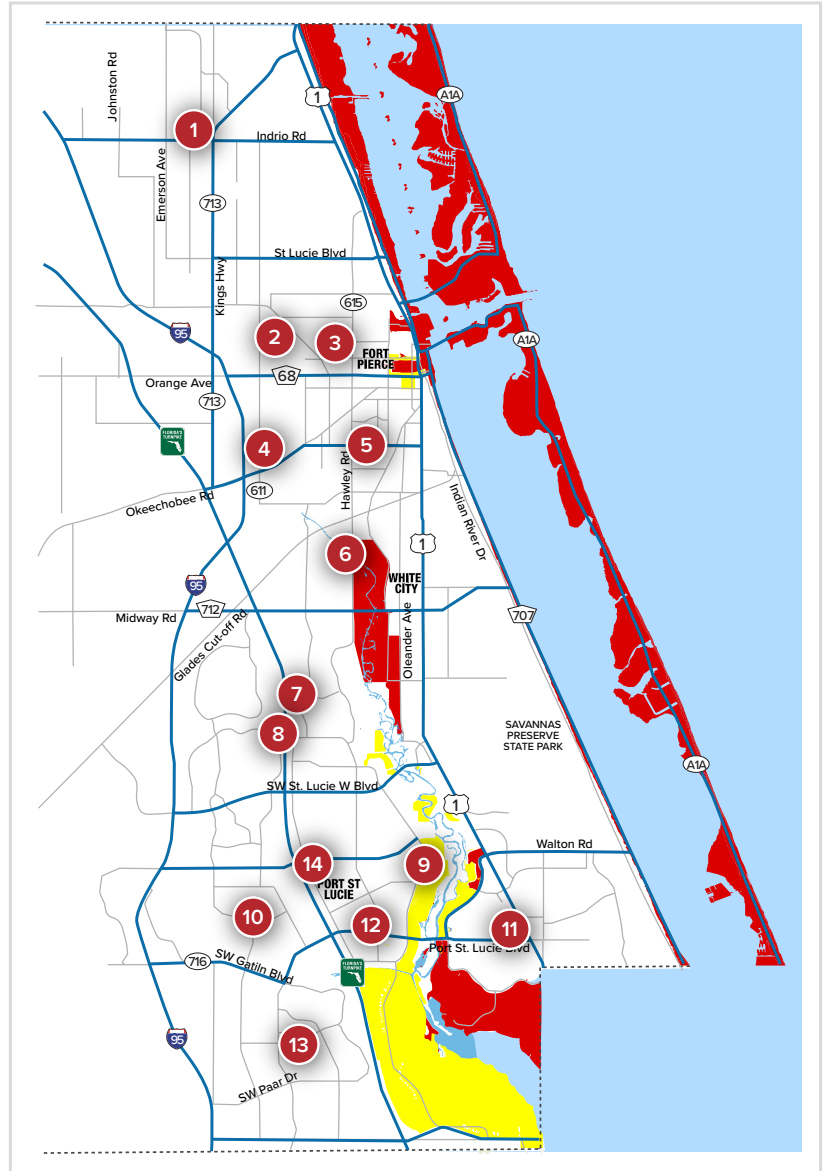 1
A1A
Johnston Rd
1
Indrio Rd
Emerson Ave
713
St Lucie Blvd
Kings Hwy
615
95
2
3
A1A
FORT
PIERCE
68
Orange Ave
713
FLORIDA'S
TURNPIKE
4
5
Hawley Rd
611
Okeechobee Rd
Indian River Dr
1
6
WHITE
CITY
95
712
Midway Rd
Glades Cut-off Rd
Oleander Ave
707
7
8
SAVANNAS
PRESERVE
STATE PARK
A1A
SW St. Lucie W Blvd
1
Walton Rd
14
9
PORT ST
LUCIE
10
12
11
Port St. Lucie Blvd
716
SW Gatiln Blvd
FLORIDA'S
TURNPIKE
95
13
SW Paar Dr